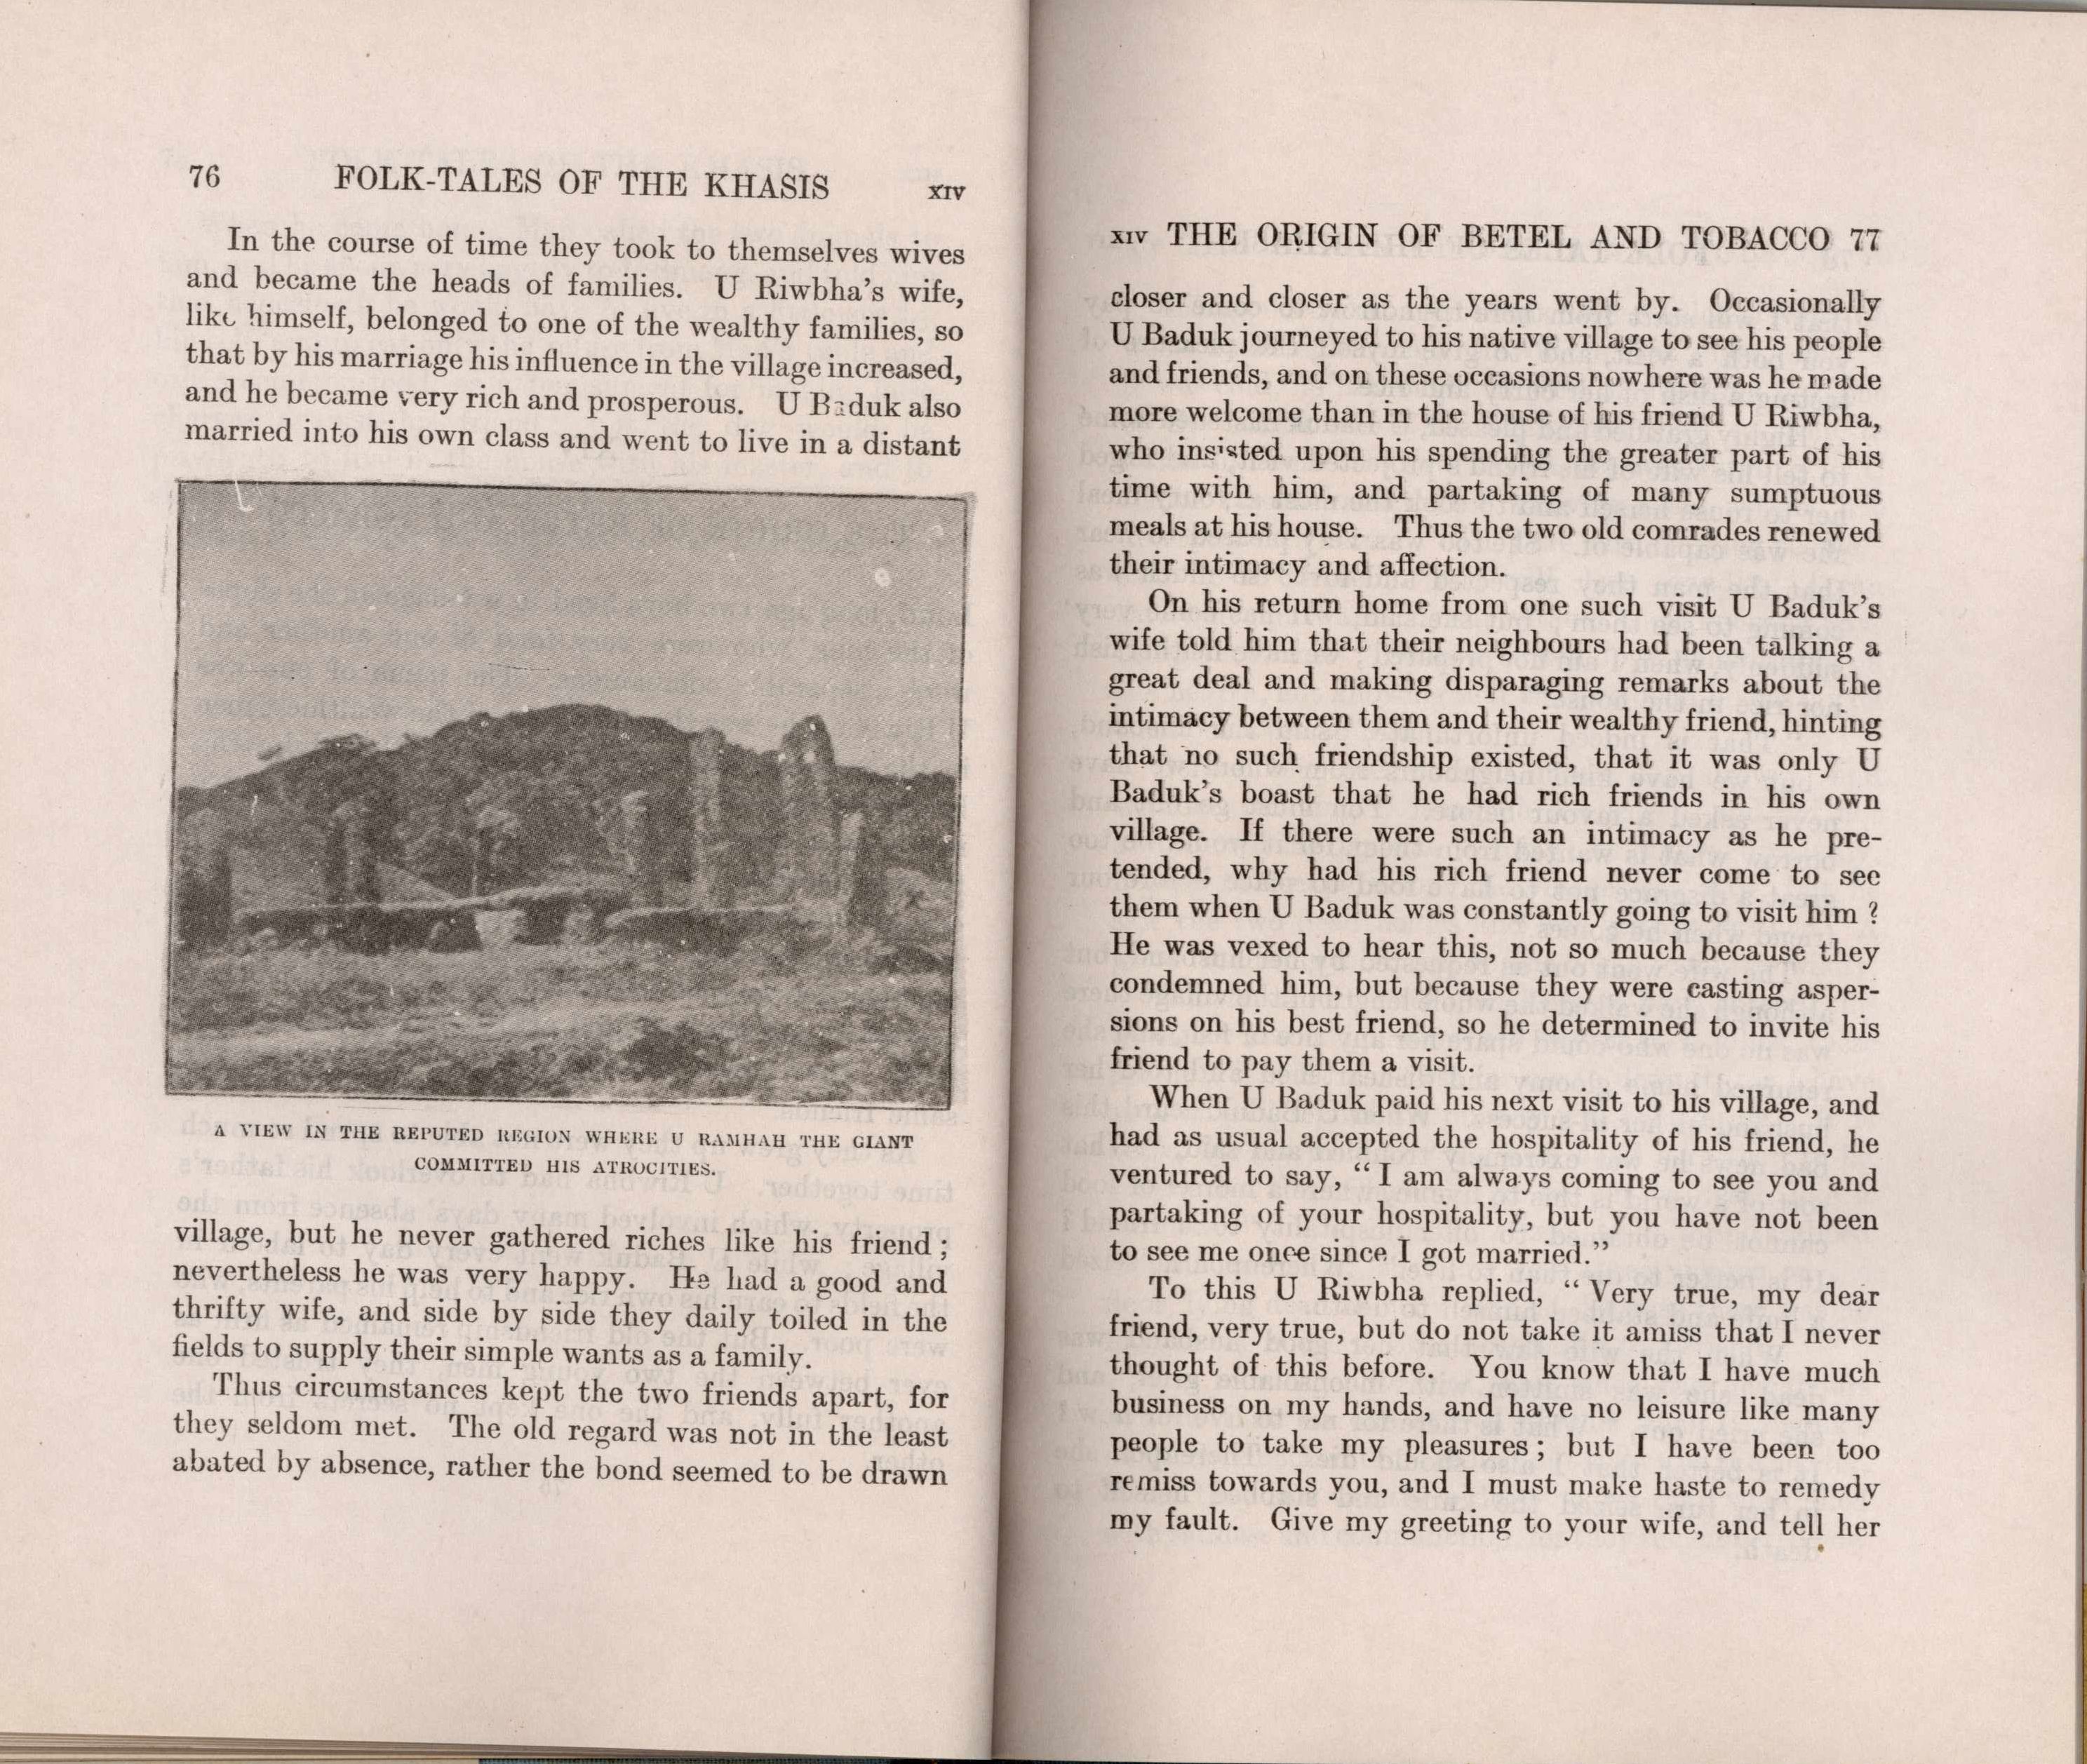 76 FOLK-TALES OF THE KHASIS XIV
In the course of time they took to themselves wives
and became the heads of families. U Riwbha's wife,
like himself, belonged to one of the wealthy families, so
that by his marriage his influence in the village increased,
and he became very rich and prosperous. U Baduk also
married into his own class and went to live in a distant
A VIEW IN THE REPUTED REGION WHERE U RAMHAH THE GIANT
COMMITTED HIS ATROCITIES.
village, but he never gathered riches like his friend ;
nevertheless he was very happy. He had a good and
thrifty wife, and side by side they daily toiled in the
fields to supply their simple wants as a family.
Thus circumstances kept the two friends apart, for
they seldom met. The old regard was not in the least
abated by absence, rather the bond seemed to be drawn
XIV THE ORIGIN OF BETEL AND TOBACCO 77
closer and closer as the years went by. Occasionally
U Baduk journeyed to his native village to see his people
and friends, and on these occasions nowhere was he made
more welcome than in the house of his friend U Riwbha,
who insisted upon his spending the greater part of his
time with him, and partaking of many sumptuous
meals at his house. Thus the two old comrades renewed
their intimacy and affection.
On his return home from one such visit U Baduk's
wife told him that their neighbours had been talking a
great deal and making disparaging remarks about the
intimacy between them and their wealthy friend, hinting
that no such friendship existed, that it was only U
Baduk's boast that he had rich friends in his own
village. If there were such an intimacy as he pre-
tended, why had his rich friend never come to see
them when U Baduk was constantly going to visit him ?
He was vexed to hear this, not so much because they
condemned him, but because they were casting asper-
sions on his best friend, so he determined to invite his
friend to pay them a visit.
When U Baduk paid his next visit to his village, and
had as usual accepted the hospitality of his friend, he
ventured to say, “ I am always coming to see you and
partaking of your hospitality, but you have not been
to see me once since I got married.”
To this U Riwbha replied, “ Very true, my dear
friend, very true, but do not take it amiss that I never
thought of this before. You know that I have much
business on my hands, and have no leisure like many
people to take my pleasures ; but I have been too
remiss towards you, and I must make haste to remedy
my fault. Give my greeting to your wife, and tell her